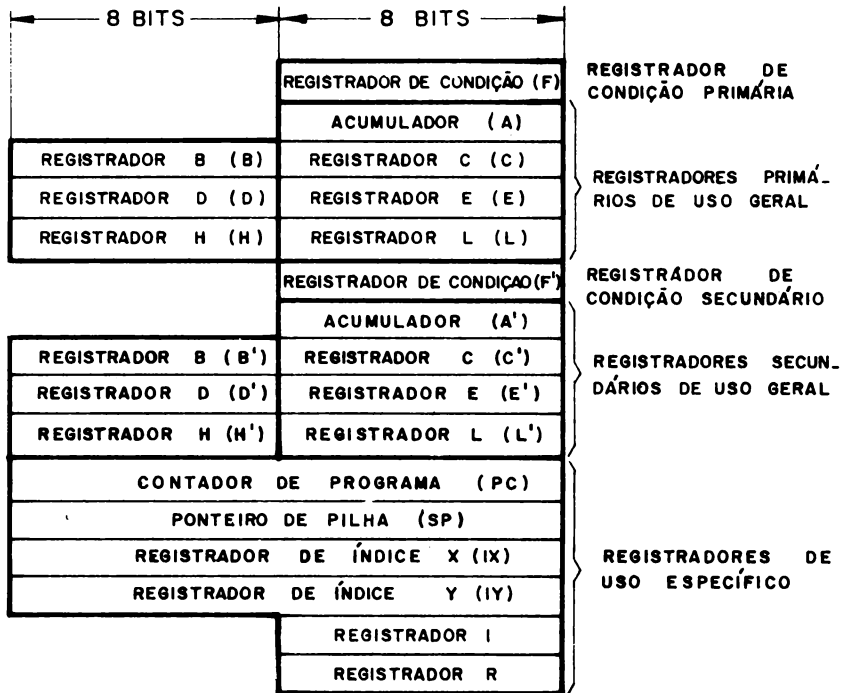 8 BITS 8 BITS
REGISTRADOR DE CONDIÇÃO (F)
REGISTRADOR DE
CONDIÇÃO PRIMÁRIA
ACUMULADOR (A)
REGISTRADOR B (B) REGISTRADOR C (C)
REGISTRADOR D (D) REGISTRADOR E (E)
REGISTRADOR H (H) REGISTRADOR L (L)
REGISTRADORES PRIMÁ-
RIOS DE USO GERAL
REGISTRADOR DE CONDIÇAO (F')
REGISTRADOR DE
CONDIÇÃO SECUNDÁRIO
ACUMULADOR (A')
REGISTRADOR B (B') REGISTRADOR C (C')
REGISTRADOR D (D') REGISTRADOR E (E')
REGISTRADOR H (H') REGISTRADOR L (L')
REGISTRADORES SECUN-
DÁRIOS DE USO GERAL
CONTADOR DE PROGRAMA (PC)
PONTEIRO DE PILHA (SP)
REGISTRADOR DE ÍNDICE X (IX)
REGISTRADOR DE ÍNDICE Y (IY)
REGISTRADOR I
REGISTRADOR R
REGISTRADORES DE
USO ESPECÍFICO